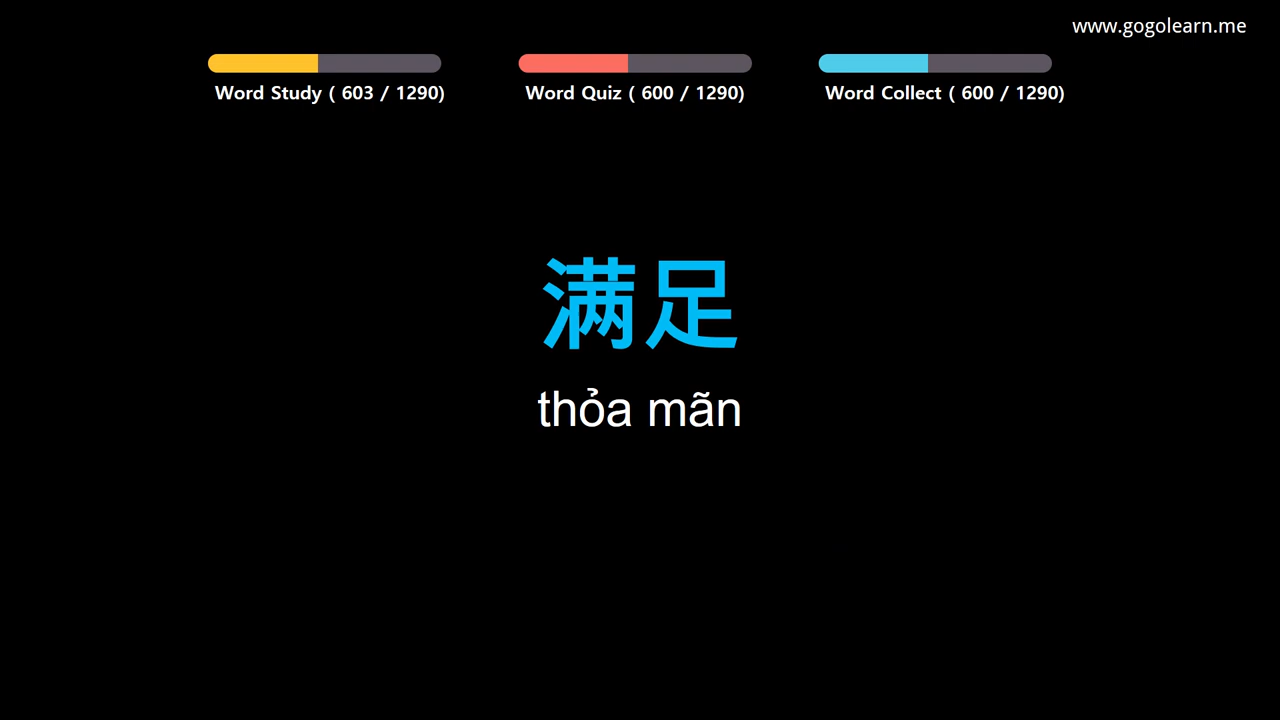 www.gogolearn.me
Word Study ( 603 / 1290)
Word Quiz ( 600 / 1290)
Word Collect ( 600 / 1290)
满足
thỏa mãn